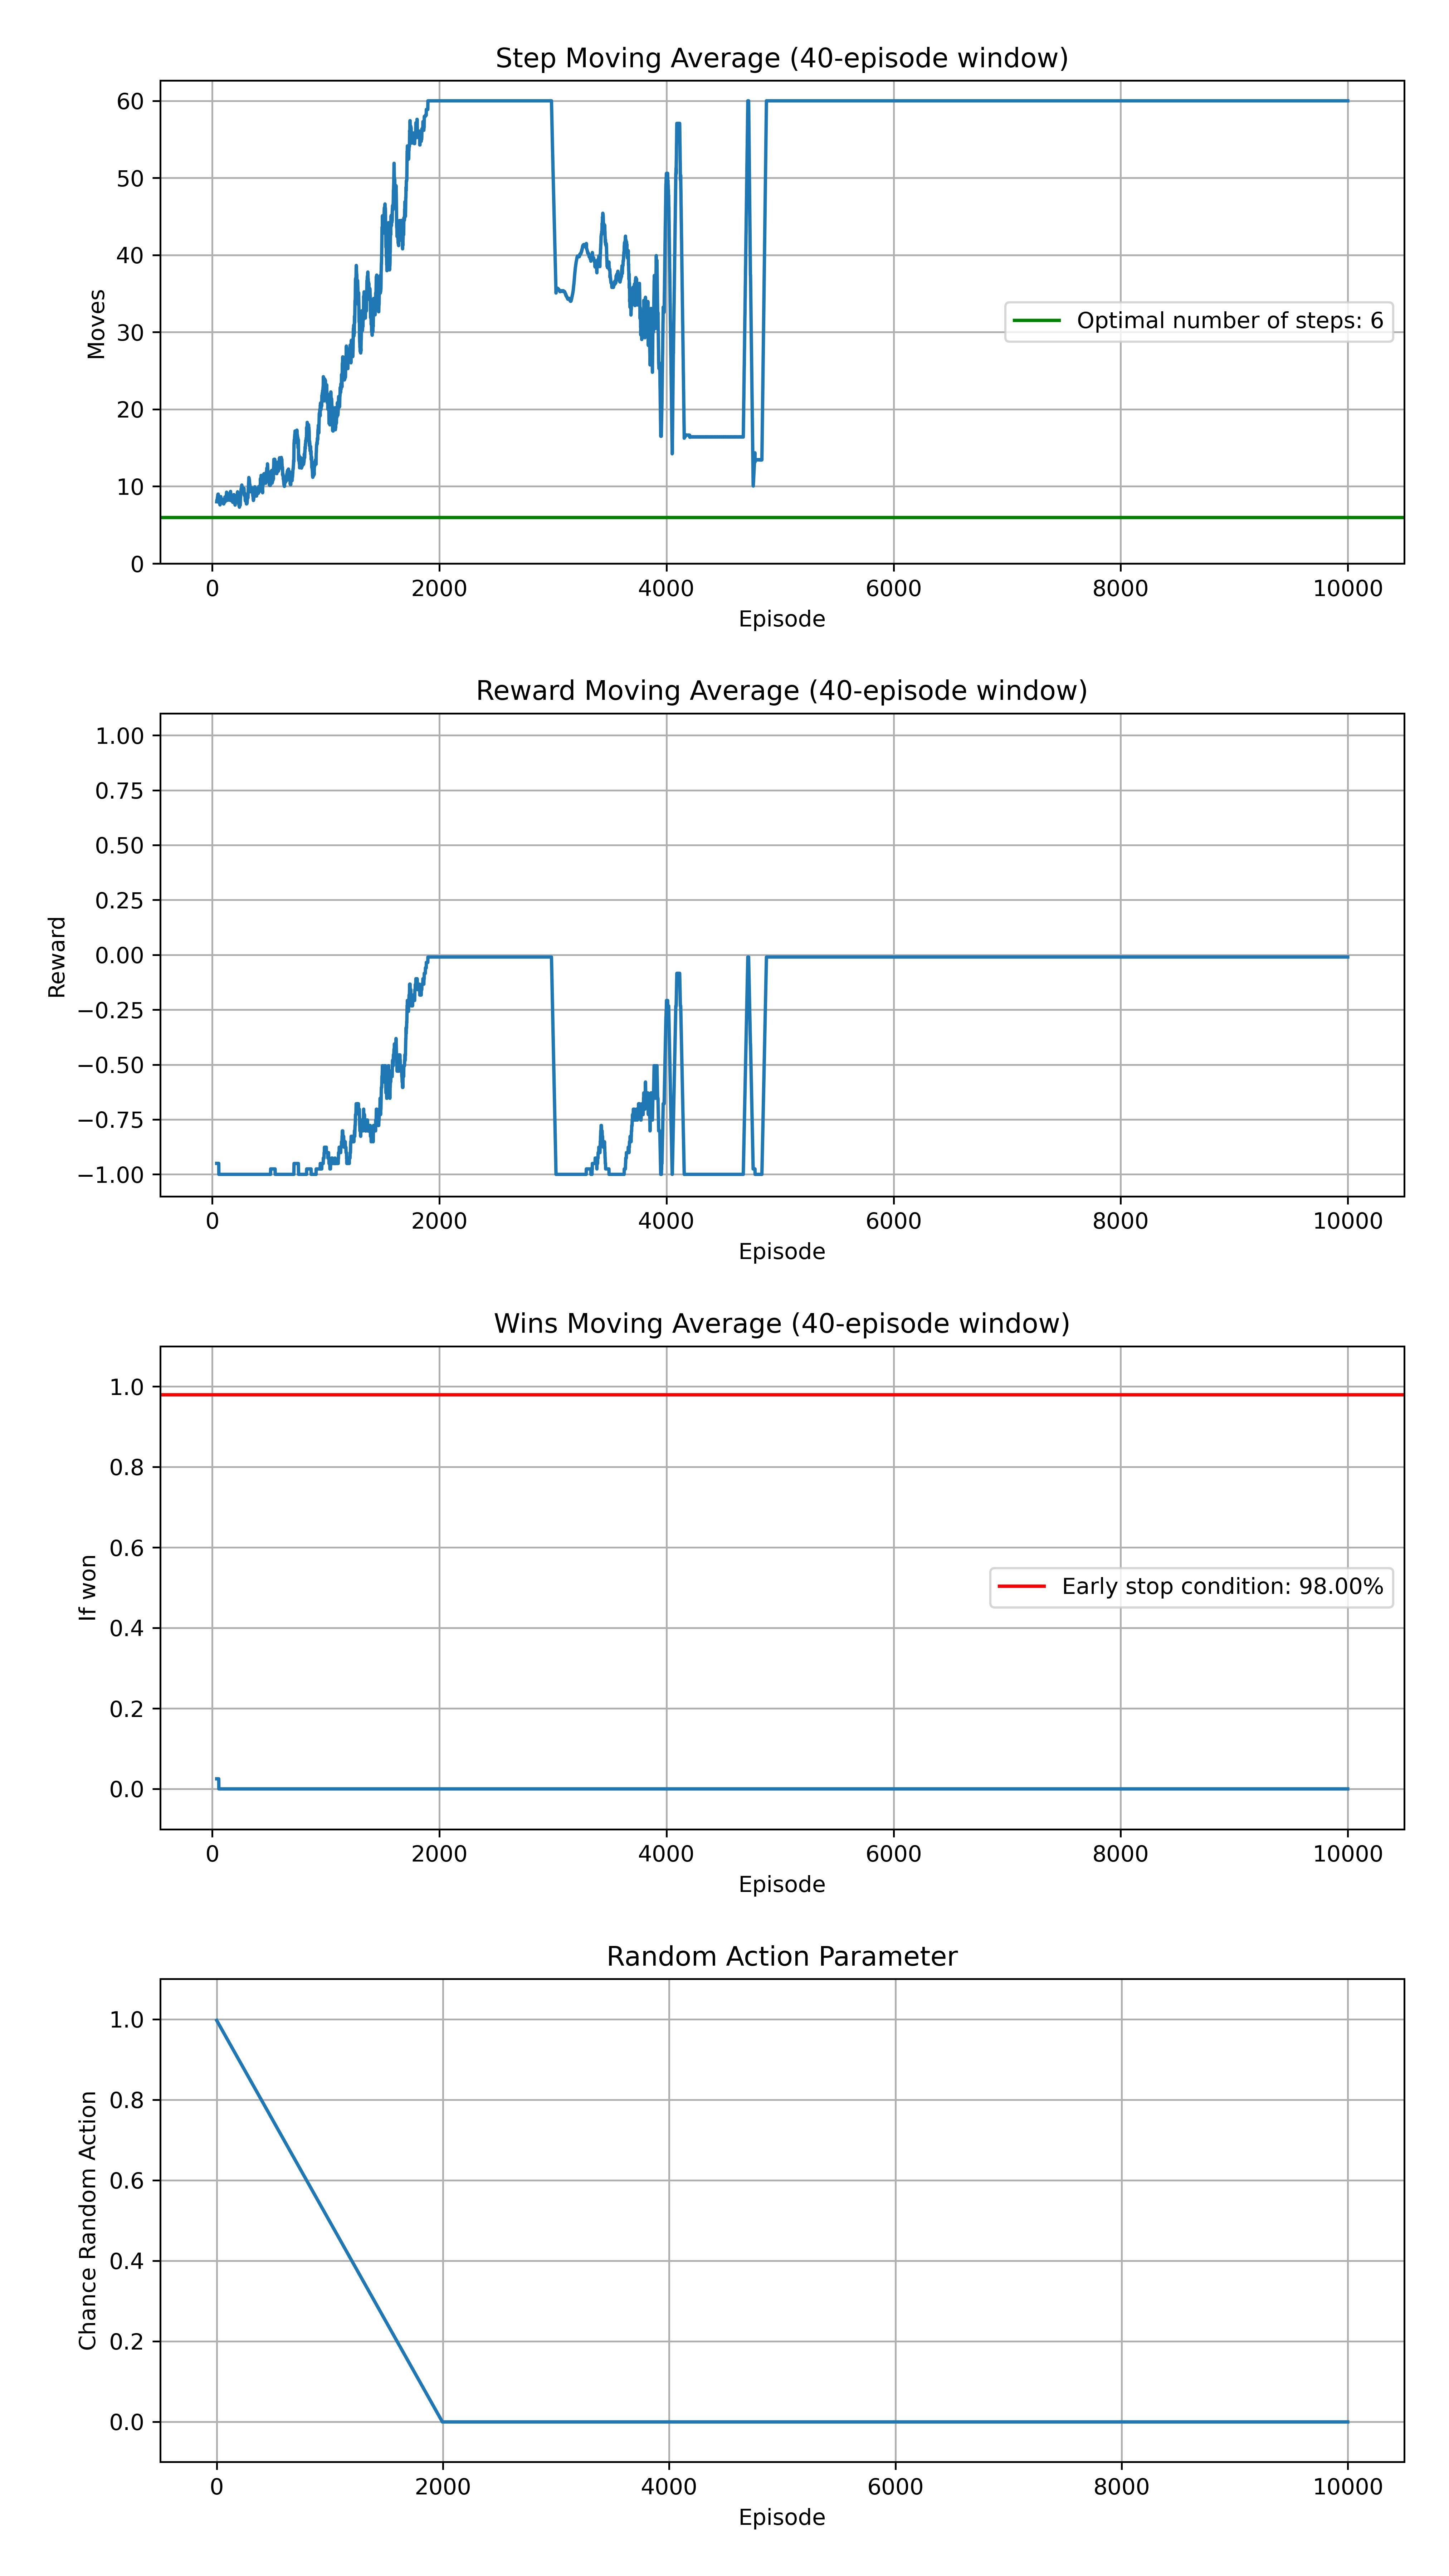 Step Moving Average (40-episode window)
60
50
40
30
20
10
0
Moves
Optimal number of steps: 6
0 2000 4000 6000 8000 10000
Episode
Reward Moving Average (40-episode window)
1.00
0.75
0.50
0.25
0.00
−0.25
−0.50
−0.75
−1.00
Reward
0 2000 4000 6000 8000 10000
Episode
Wins Moving Average (40-episode window)
1.0
0.8
0.6
0.4
0.2
0.0
If won
Early stop condition: 98.00%
0 2000 4000 6000 8000 10000
Episode
Random Action Parameter
1.0
0.8
0.6
0.4
0.2
0.0
Chance Random Action
0 2000 4000 6000 8000 10000
Episode